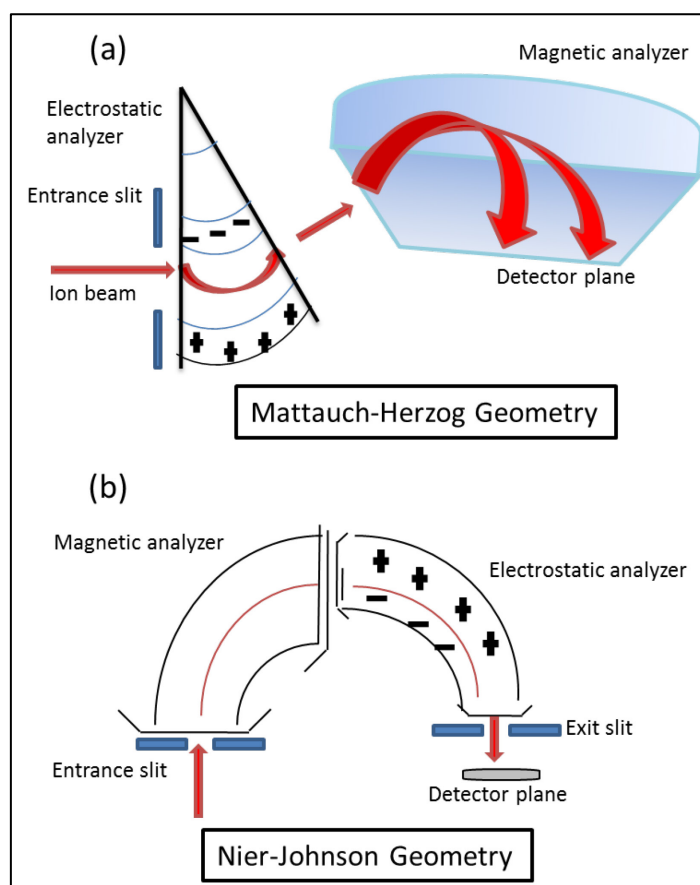 (a)
Magnetic analyzer
Electrostatic
analyzer
Entrance slit
Ion beam
Detector plane
Mattauch-Herzog Geometry
(b)
Magnetic analyzer
Electrostatic analyzer
Entrance slit
Exit slit
Detector plane
Nier-Johnson Geometry